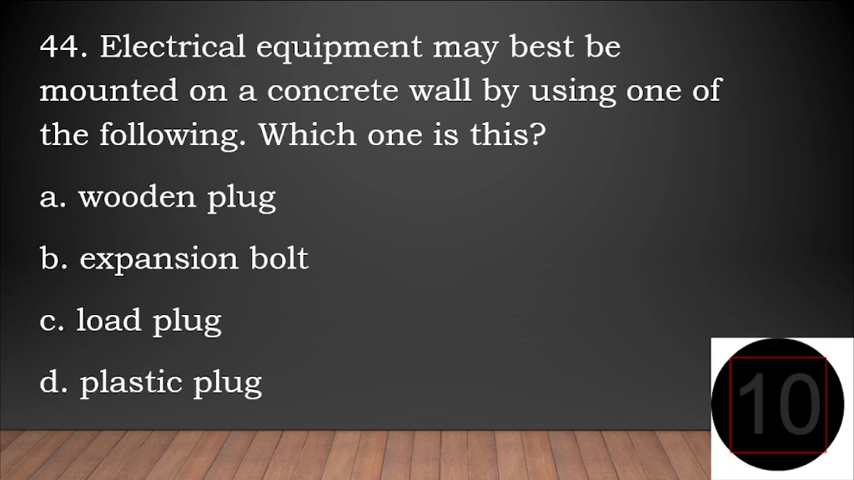 44. Electrical equipment may best be
mounted on a concrete wall by using one of
the following. Which one is this?
a. wooden plug
b. expansion bolt
c. load plug
d. plastic plug
10